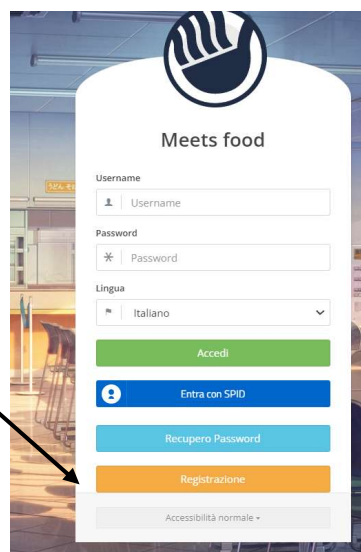 Meets food
Username
Username
Password
Password
Lingua
Italiano
Accedi
Entra con SPID
Recupero Password
Registrazione
Accessibilità normale